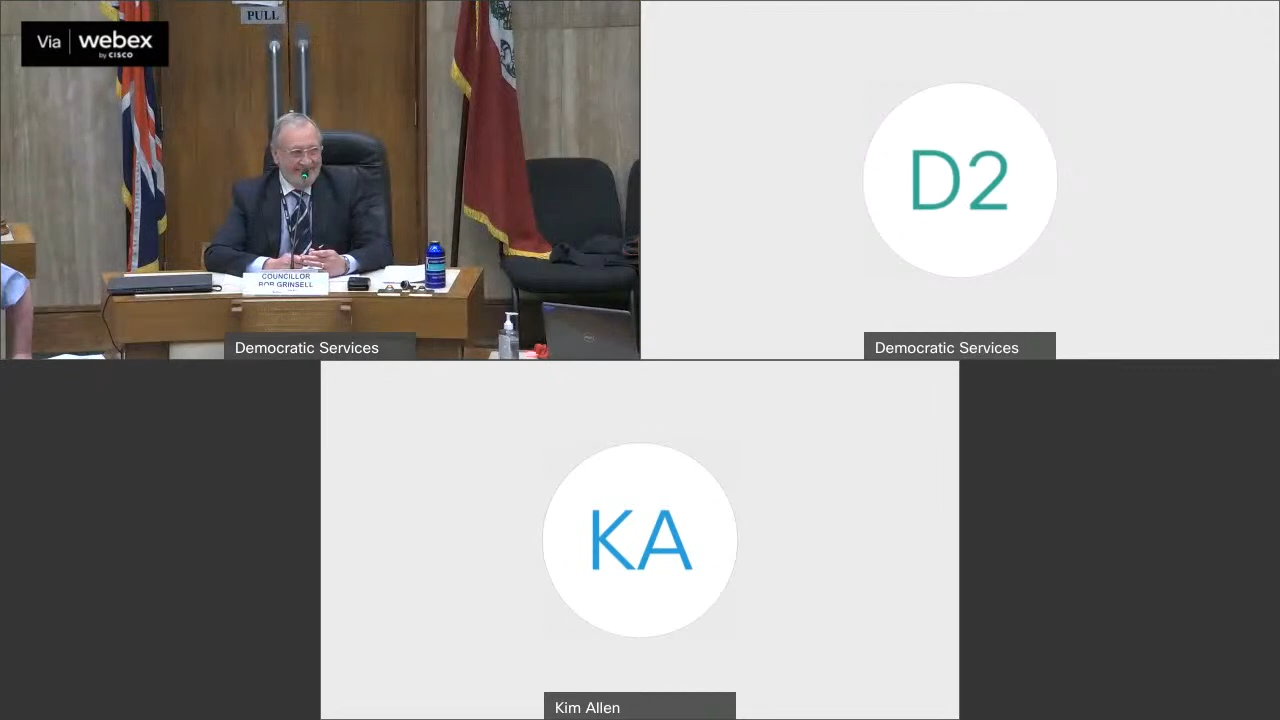 PULL
Via webex
by CISCO
COUNCILLOR
BOB GRINSELL
Democratic Services
D2
Democratic Services
KA
Kim Allen